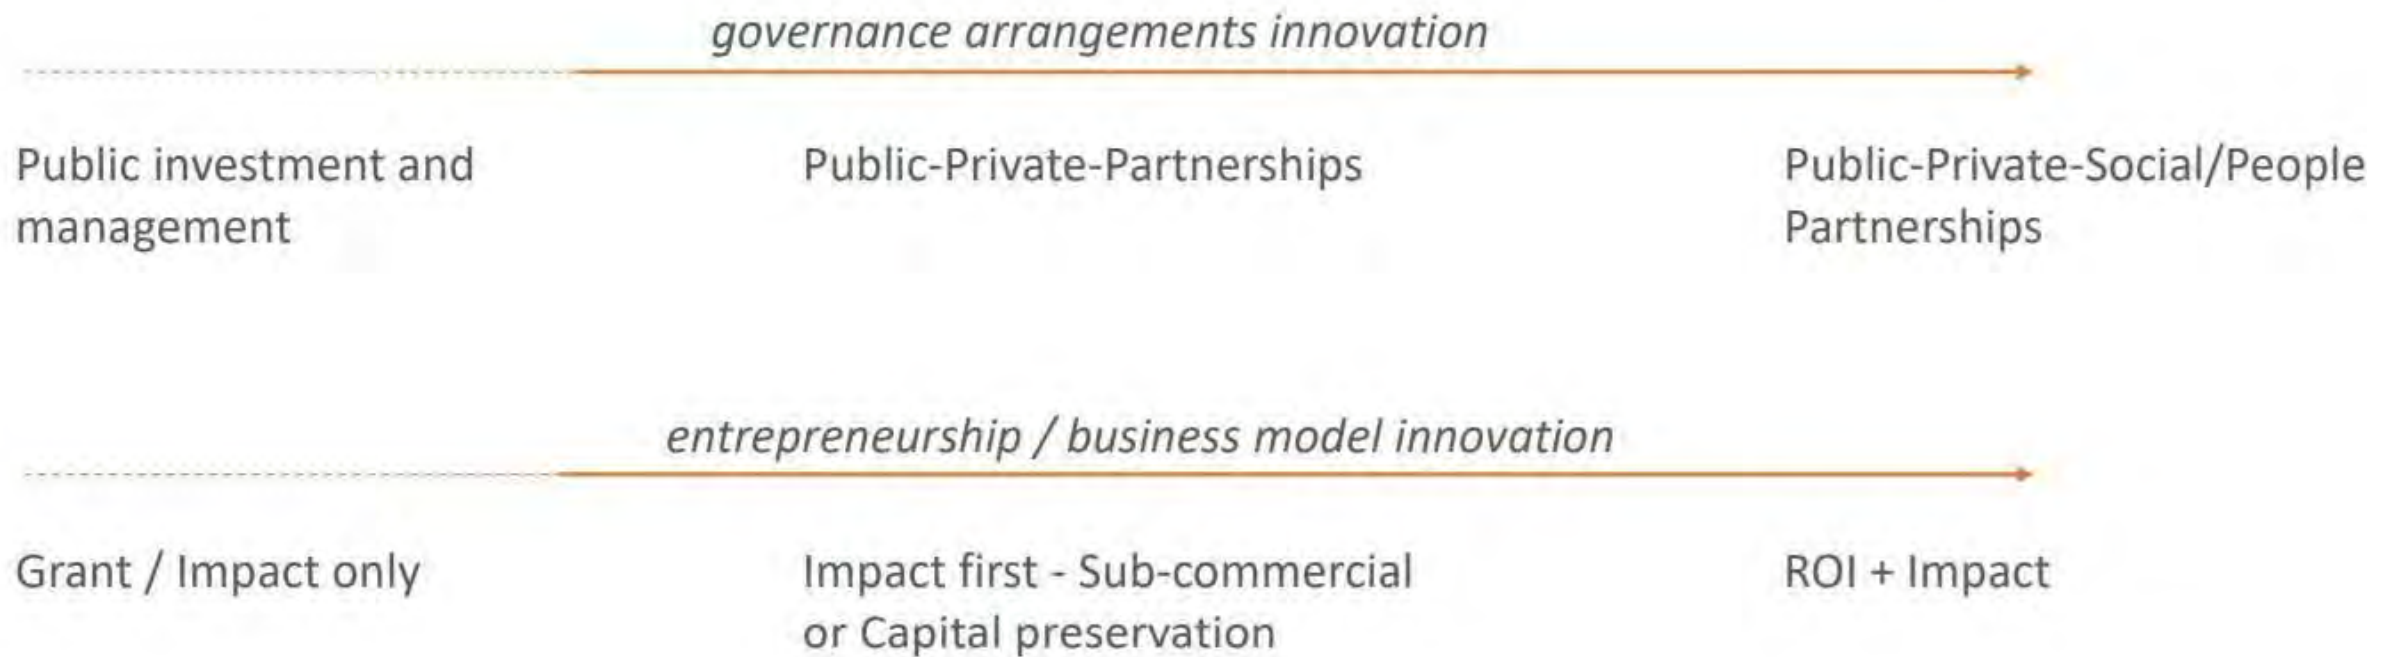 governance arrangements innovation
Public investment and
management
Public-Private-Partnerships
Public-Private-Social/People
Partnerships
entrepreneurship / business model innovation
Grant / Impact only
Impact first - Sub-commercial
or Capital preservation
ROI + Impact